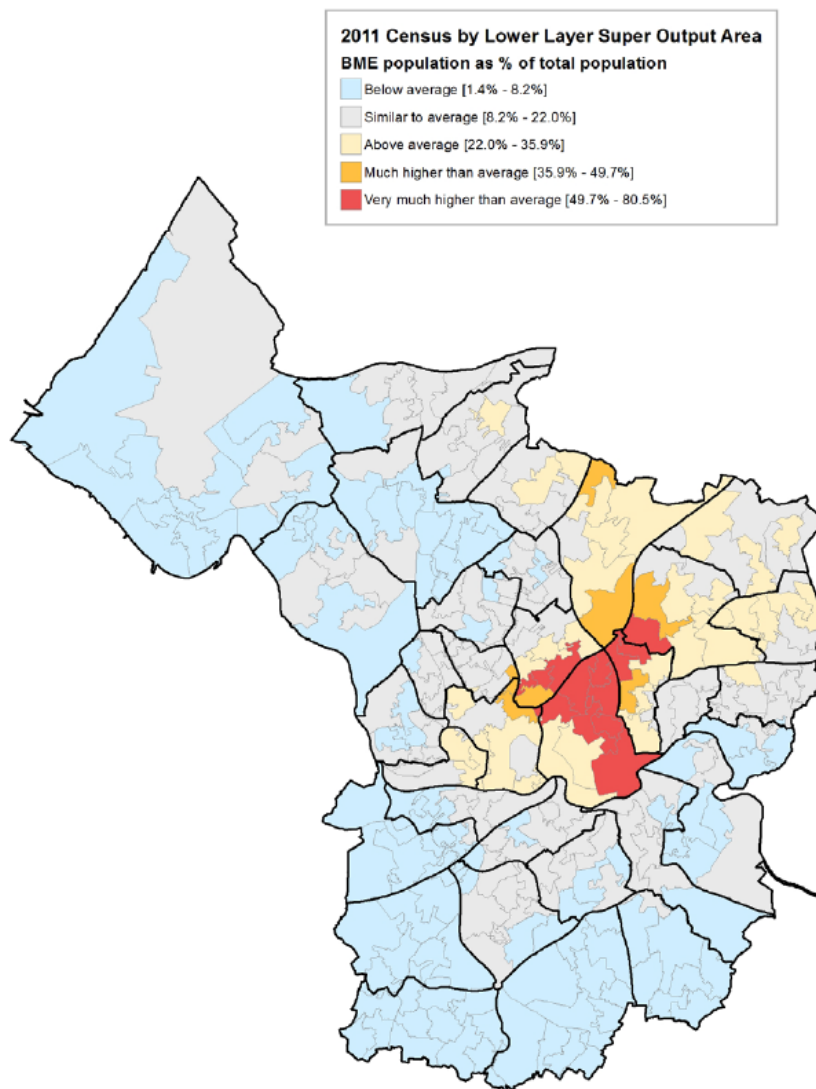 2011 Census by Lower Layer Super Output Area
BME population as % of total population
Below average [1.4% - 8.2%]
Similar to average [8.2% - 22.0%]
Above average [22.0% - 35.9%]
Much higher than average [35.9% - 49.7%]
Very much higher than average [49.7% - 80.5%]